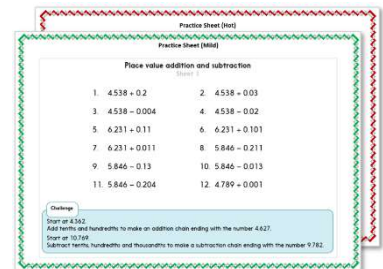 Practice Sheet (Hot)
Practice Sheet (Mild)
Place value addition and subtraction
Sheet 1
1. 4.538 + 0.2 2. 4.538 + 0.03
3. 4.538 – 0.004 4. 4.538 – 0.02
5. 6.231 + 0.11 6. 6.231 + 0.101
7. 6.231 + 0.011 8. 5.846 – 0.211
9. 5.846 – 0.13 10. 5.846 – 0.013
11. 5.846 – 0.204 12. 4.789 + 0.001
Challenge
Start at 4.362.
Add tenths and hundredths to make an addition chain ending with the number 4.627.
Start at 10.769.
Subtract tenths, hundredths and thousandths to make a subtraction chain ending with the number 9.782.